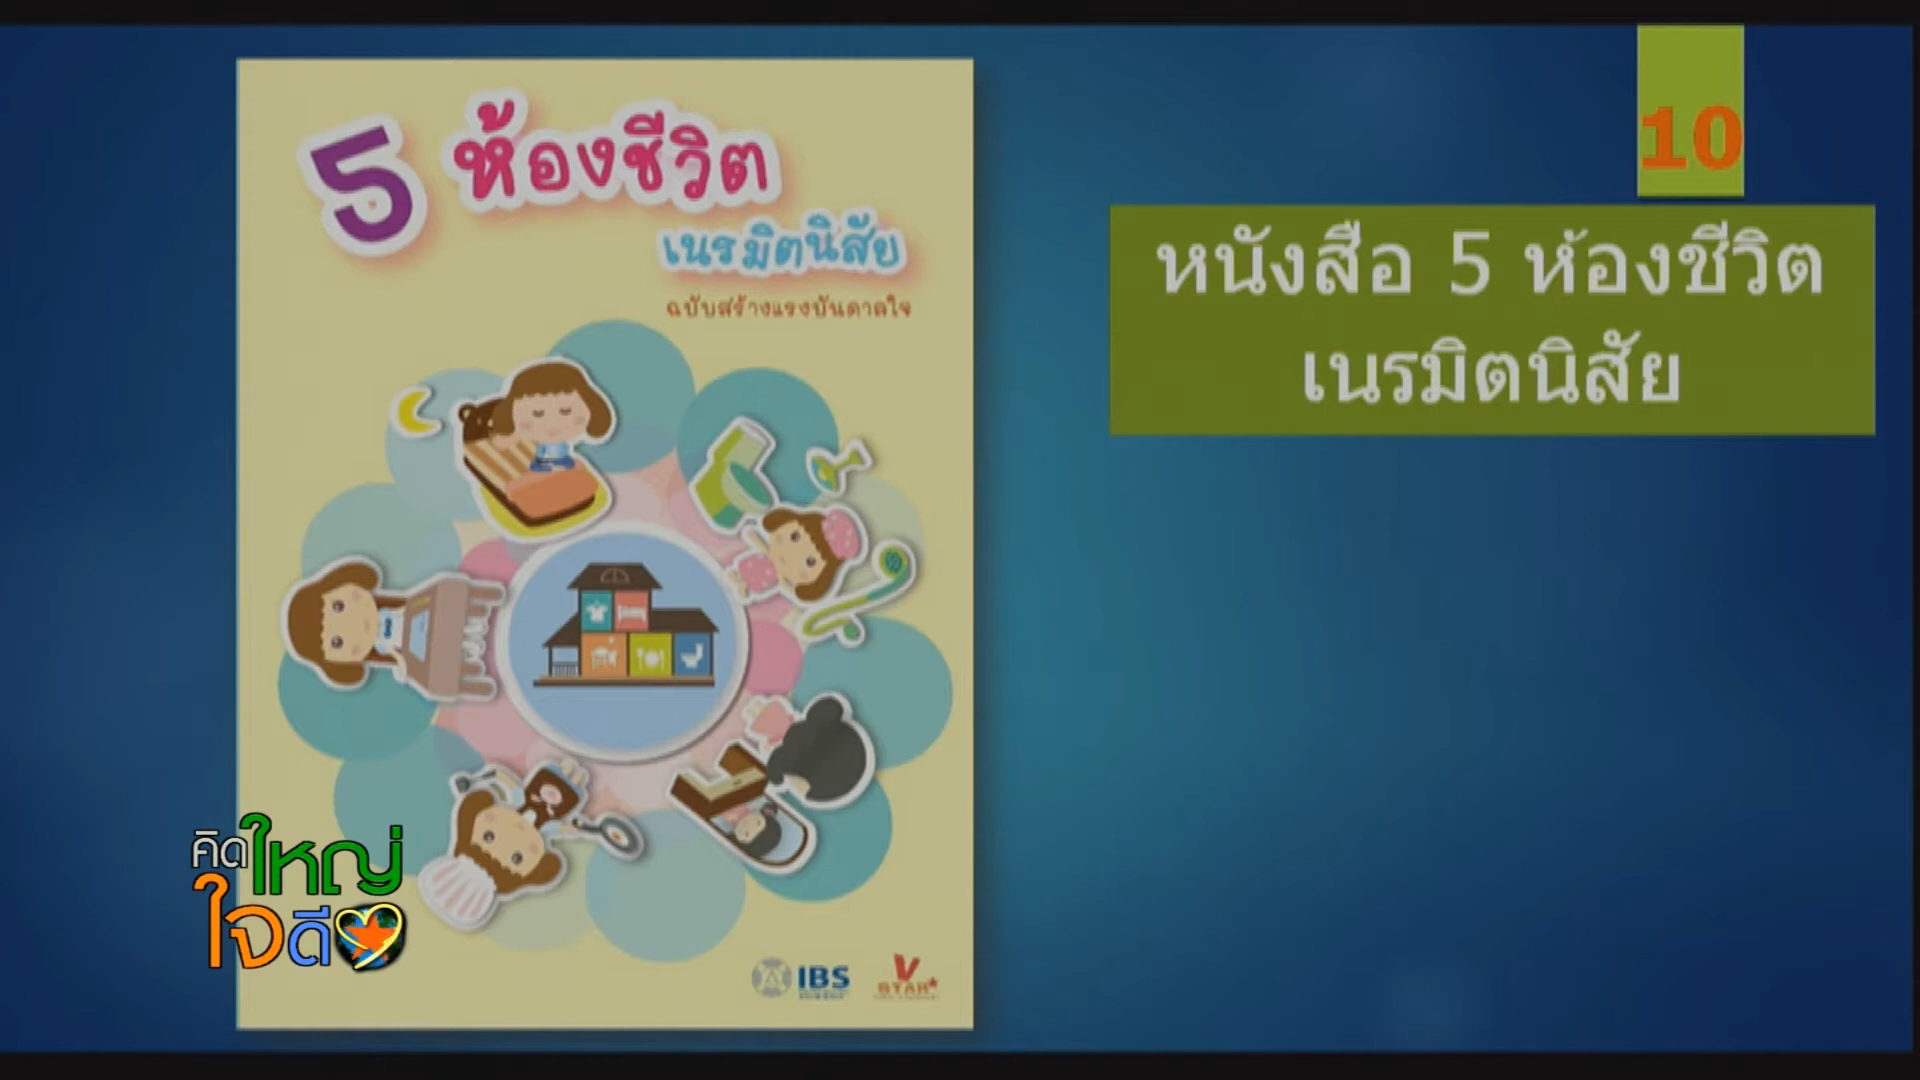 5 ห้องชีวิต
เนรมิตนิสัย
ฉบับสร้างแรงบันดาลใจ
IBS
V
STAR
10
หนังสือ 5 ห้องชีวิต
เนรมิตนิสัย
คิดใหญ่
ใจดี